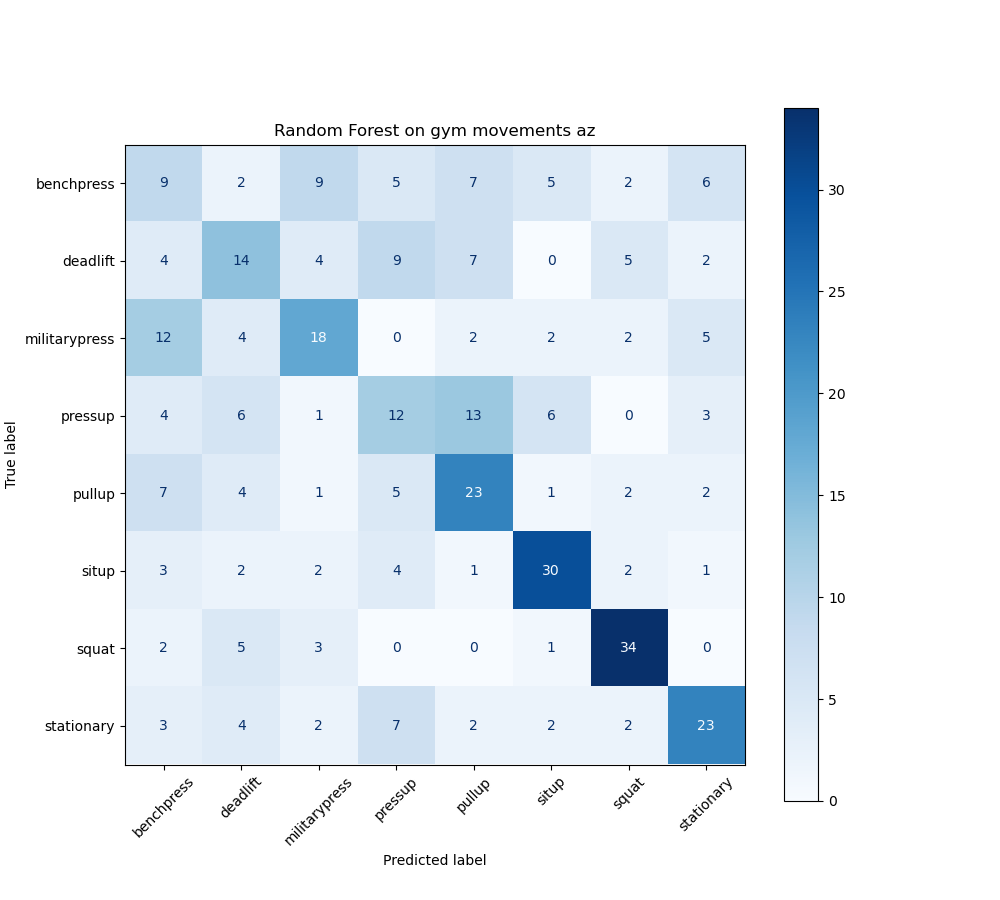 Random Forest on gym movements az
True label
benchpress 9 2 9 5 7 5 2 6
deadlift 4 14 4 9 7 0 5 2
militarypress 12 4 18 0 2 2 2 5
pressup 4 6 1 12 13 6 0 3
pullup 7 4 1 5 23 1 2 2
situp 3 2 2 4 1 30 2 1
squat 2 5 3 0 0 1 34 0
stationary 3 4 2 7 2 2 2 23
benchpress deadlift militarypress pressup pullup situp squat stationary
Predicted label
30
25
20
15
10
5
0